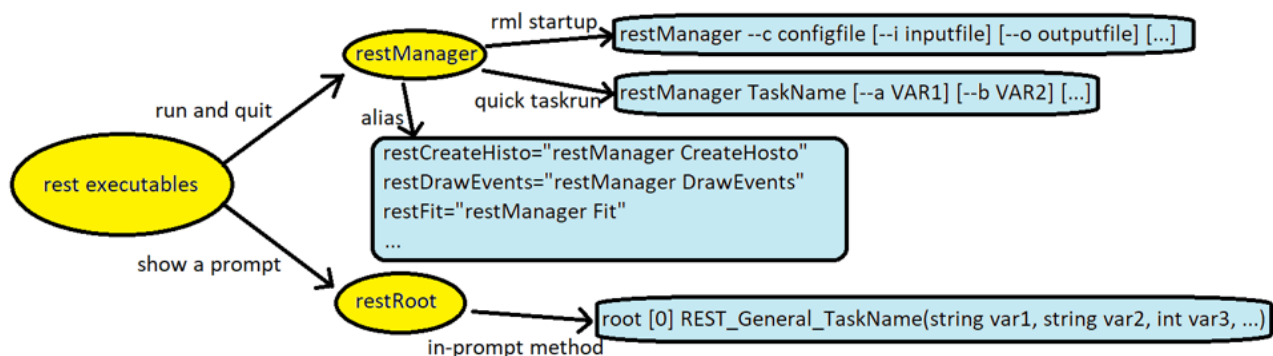 rml startup
restManager --c configfile [--i inputfile] [--o outputfile] [...]
restManager
run and quit
quick taskrun
restManager TaskName [--a VAR1] [--b VAR2] [...]
alias
restCreateHisto="restManager CreateHosto"
restDrawEvents="restManager DrawEvents"
restFit="restManager Fit"
...
rest executables
show a prompt
restRoot
in-prompt method
root [0] REST_General_TaskName(string var1, string var2, int var3, ...)